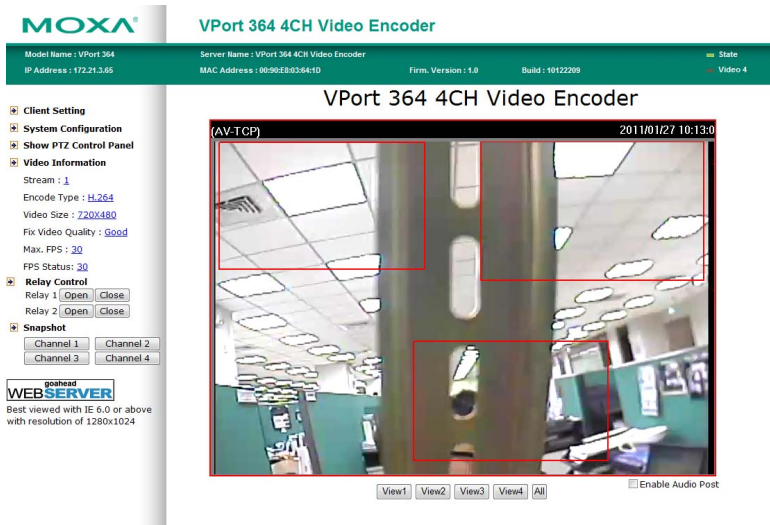 MOXA®
VPort 364 4CH Video Encoder
Model Name : VPort 364
Server Name : VPort 364 4CH Video Encoder
State
IP Address : 172.21.3.65
MAC Address : 00:90:E8:03:64:1D
Firm. Version : 1.0
Build : 10122209
Video 4
VPort 364 4CH Video Encoder
Client Setting
System Configuration
Show PTZ Control Panel
Video Information
Stream : 1
Encode Type : H.264
Video Size : 720X480
Fix Video Quality : Good
Max. FPS : 30
FPS Status: 30
Relay Control
Relay 1 Open Close
Relay 2 Open Close
Snapshot
Channel 1 Channel 2
Channel 3 Channel 4
goahead
WEBSERVER
Best viewed with IE 6.0 or above
with resolution of 1280x1024
(AV-TCP)
2011/01/27 10:13:0
View1 View2 View3 View4 All
Enable Audio Post